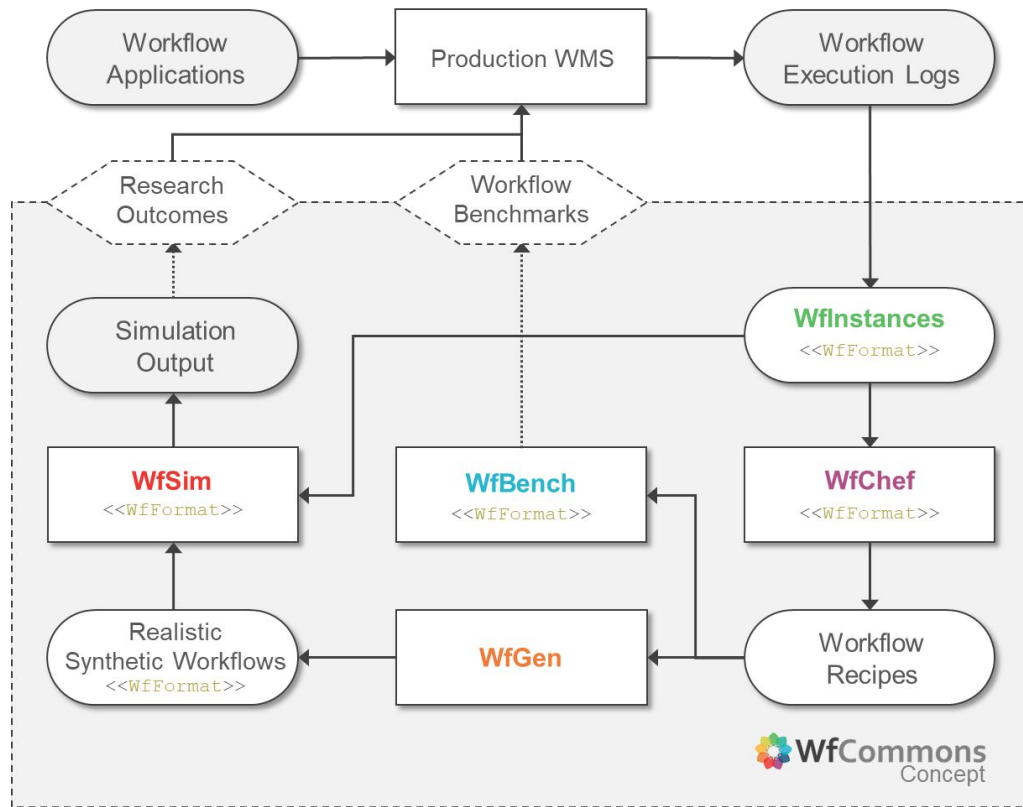 Workflow
Applications
Production WMS
Workflow
Execution Logs
Research
Outcomes
Workflow
Benchmarks
Simulation
Output
WfInstances
<<WfFormat>>
WfSim
<<WfFormat>>
WfBench
<<WfFormat>>
WfChef
<<WfFormat>>
Realistic
Synthetic Workflows
<<WfFormat>>
WfGen
Workflow
Recipes
WfCommons
Concept